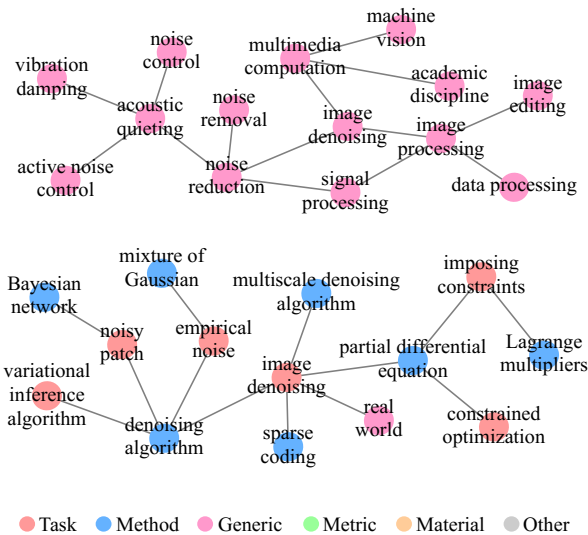 machine
vision
noise
control
multimedia
computation
vibration
damping
academic
discipline
image
editing
acoustic
quieting
noise
removal
image
denoising
image
processing
active noise
control
noise
reduction
signal
processing
data processing
mixture of
Gaussian
Bayesian
network
multiscale denoising
algorithm
imposing
constraints
noisy
patch
empirical
noise
partial differential
equation
Lagrange
multipliers
variational
inference
algorithm
image
denoising
denoising
algorithm
sparse
coding
real
world
constrained
optimization
Task Method Generic Metric Material Other